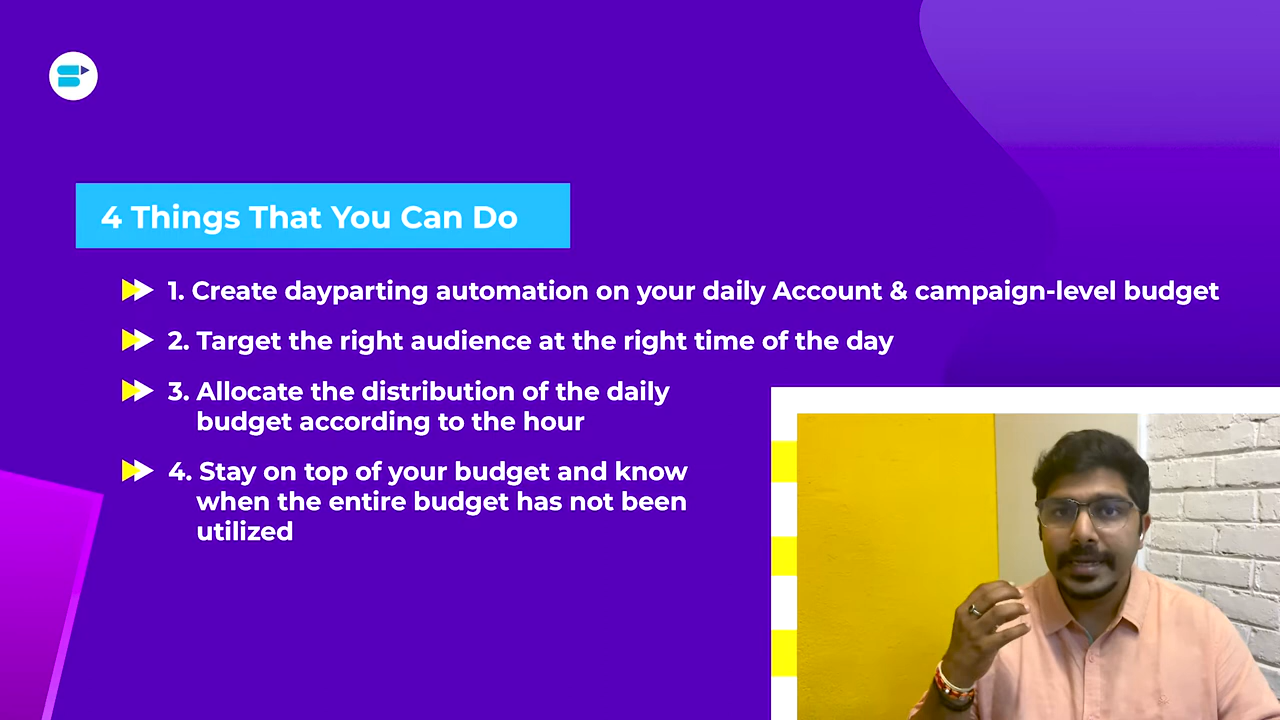 4 Things That You Can Do
1. Create dayparting automation on your daily Account & campaign-level budget
2. Target the right audience at the right time of the day
3. Allocate the distribution of the daily
budget according to the hour
4. Stay on top of your budget and know
when the entire budget has not been
utilized